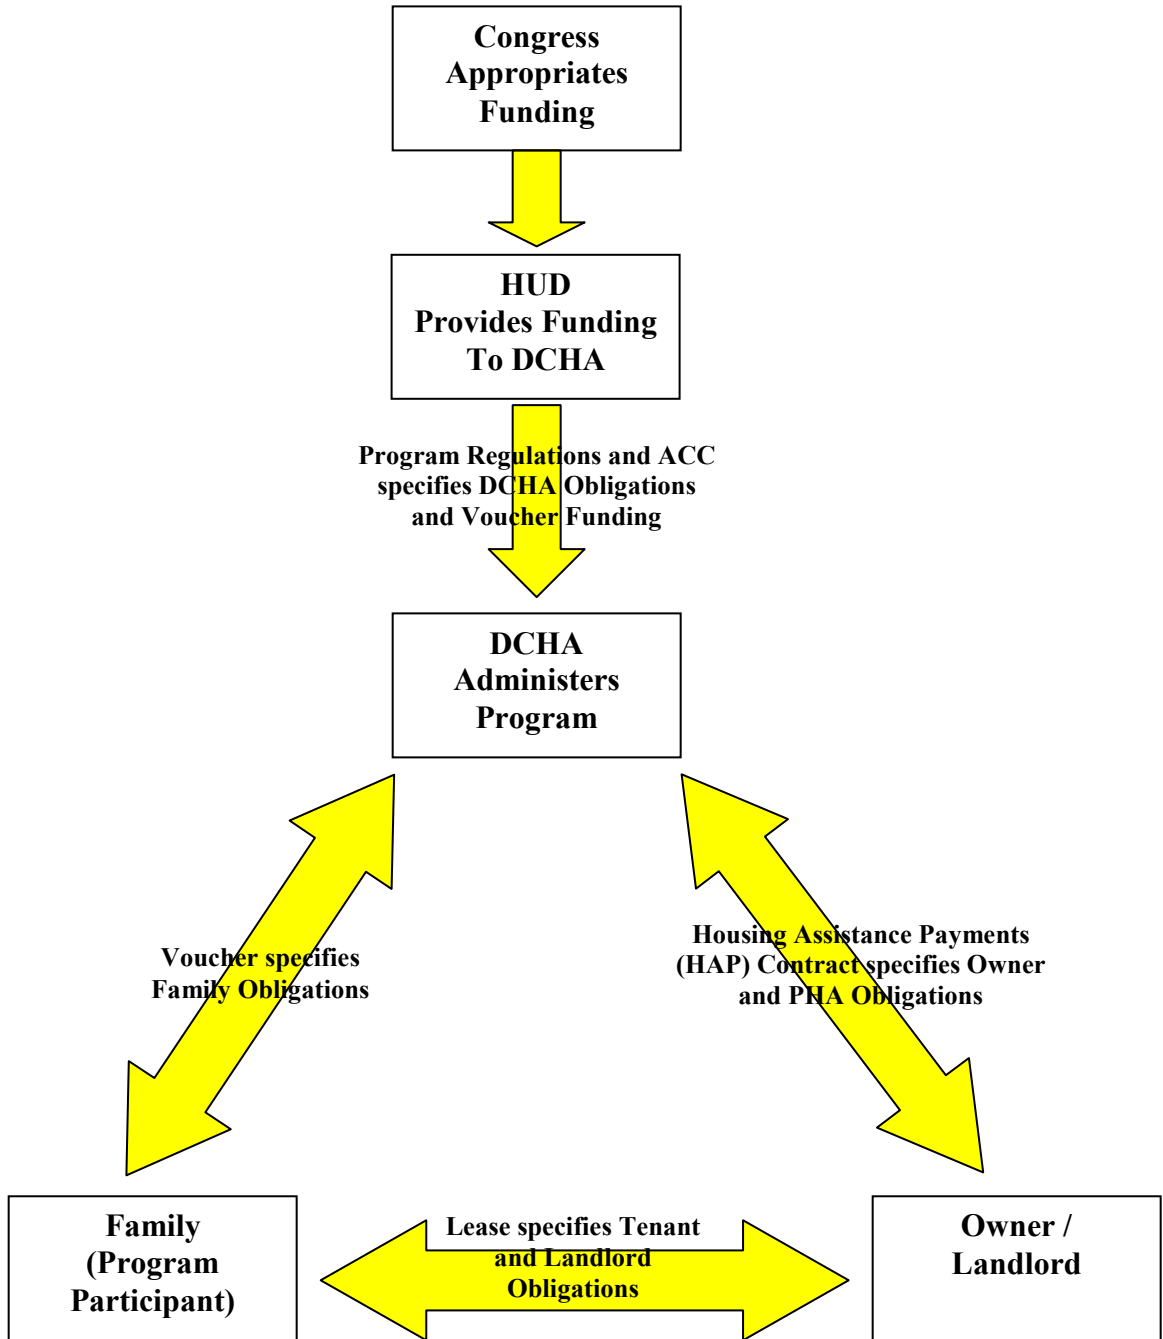 Congress
Appropriates
Funding
HUD
Provides Funding
To DCHA
Program Regulations and ACC
specifies DCHA Obligations
and Voucher Funding
DCHA
Administers
Program
Voucher specifies
Family Obligations
Housing Assistance Payments
(HAP) Contract specifies Owner
and PHA Obligations
Family
(Program
Participant)
Lease specifies Tenant
and Landlord
Obligations
Owner /
Landlord